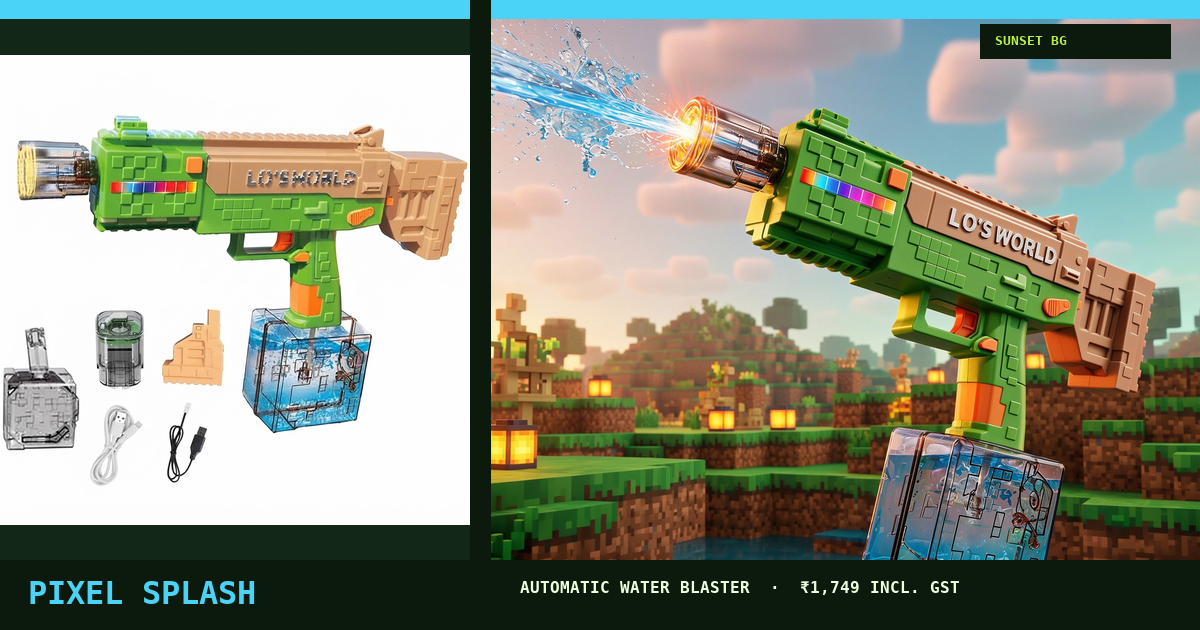 SUNSET BG
LO'S WORLD
LO'S WORLD
PIXEL SPLASH
AUTOMATIC WATER BLASTER · ₹1,749 INCL. GST